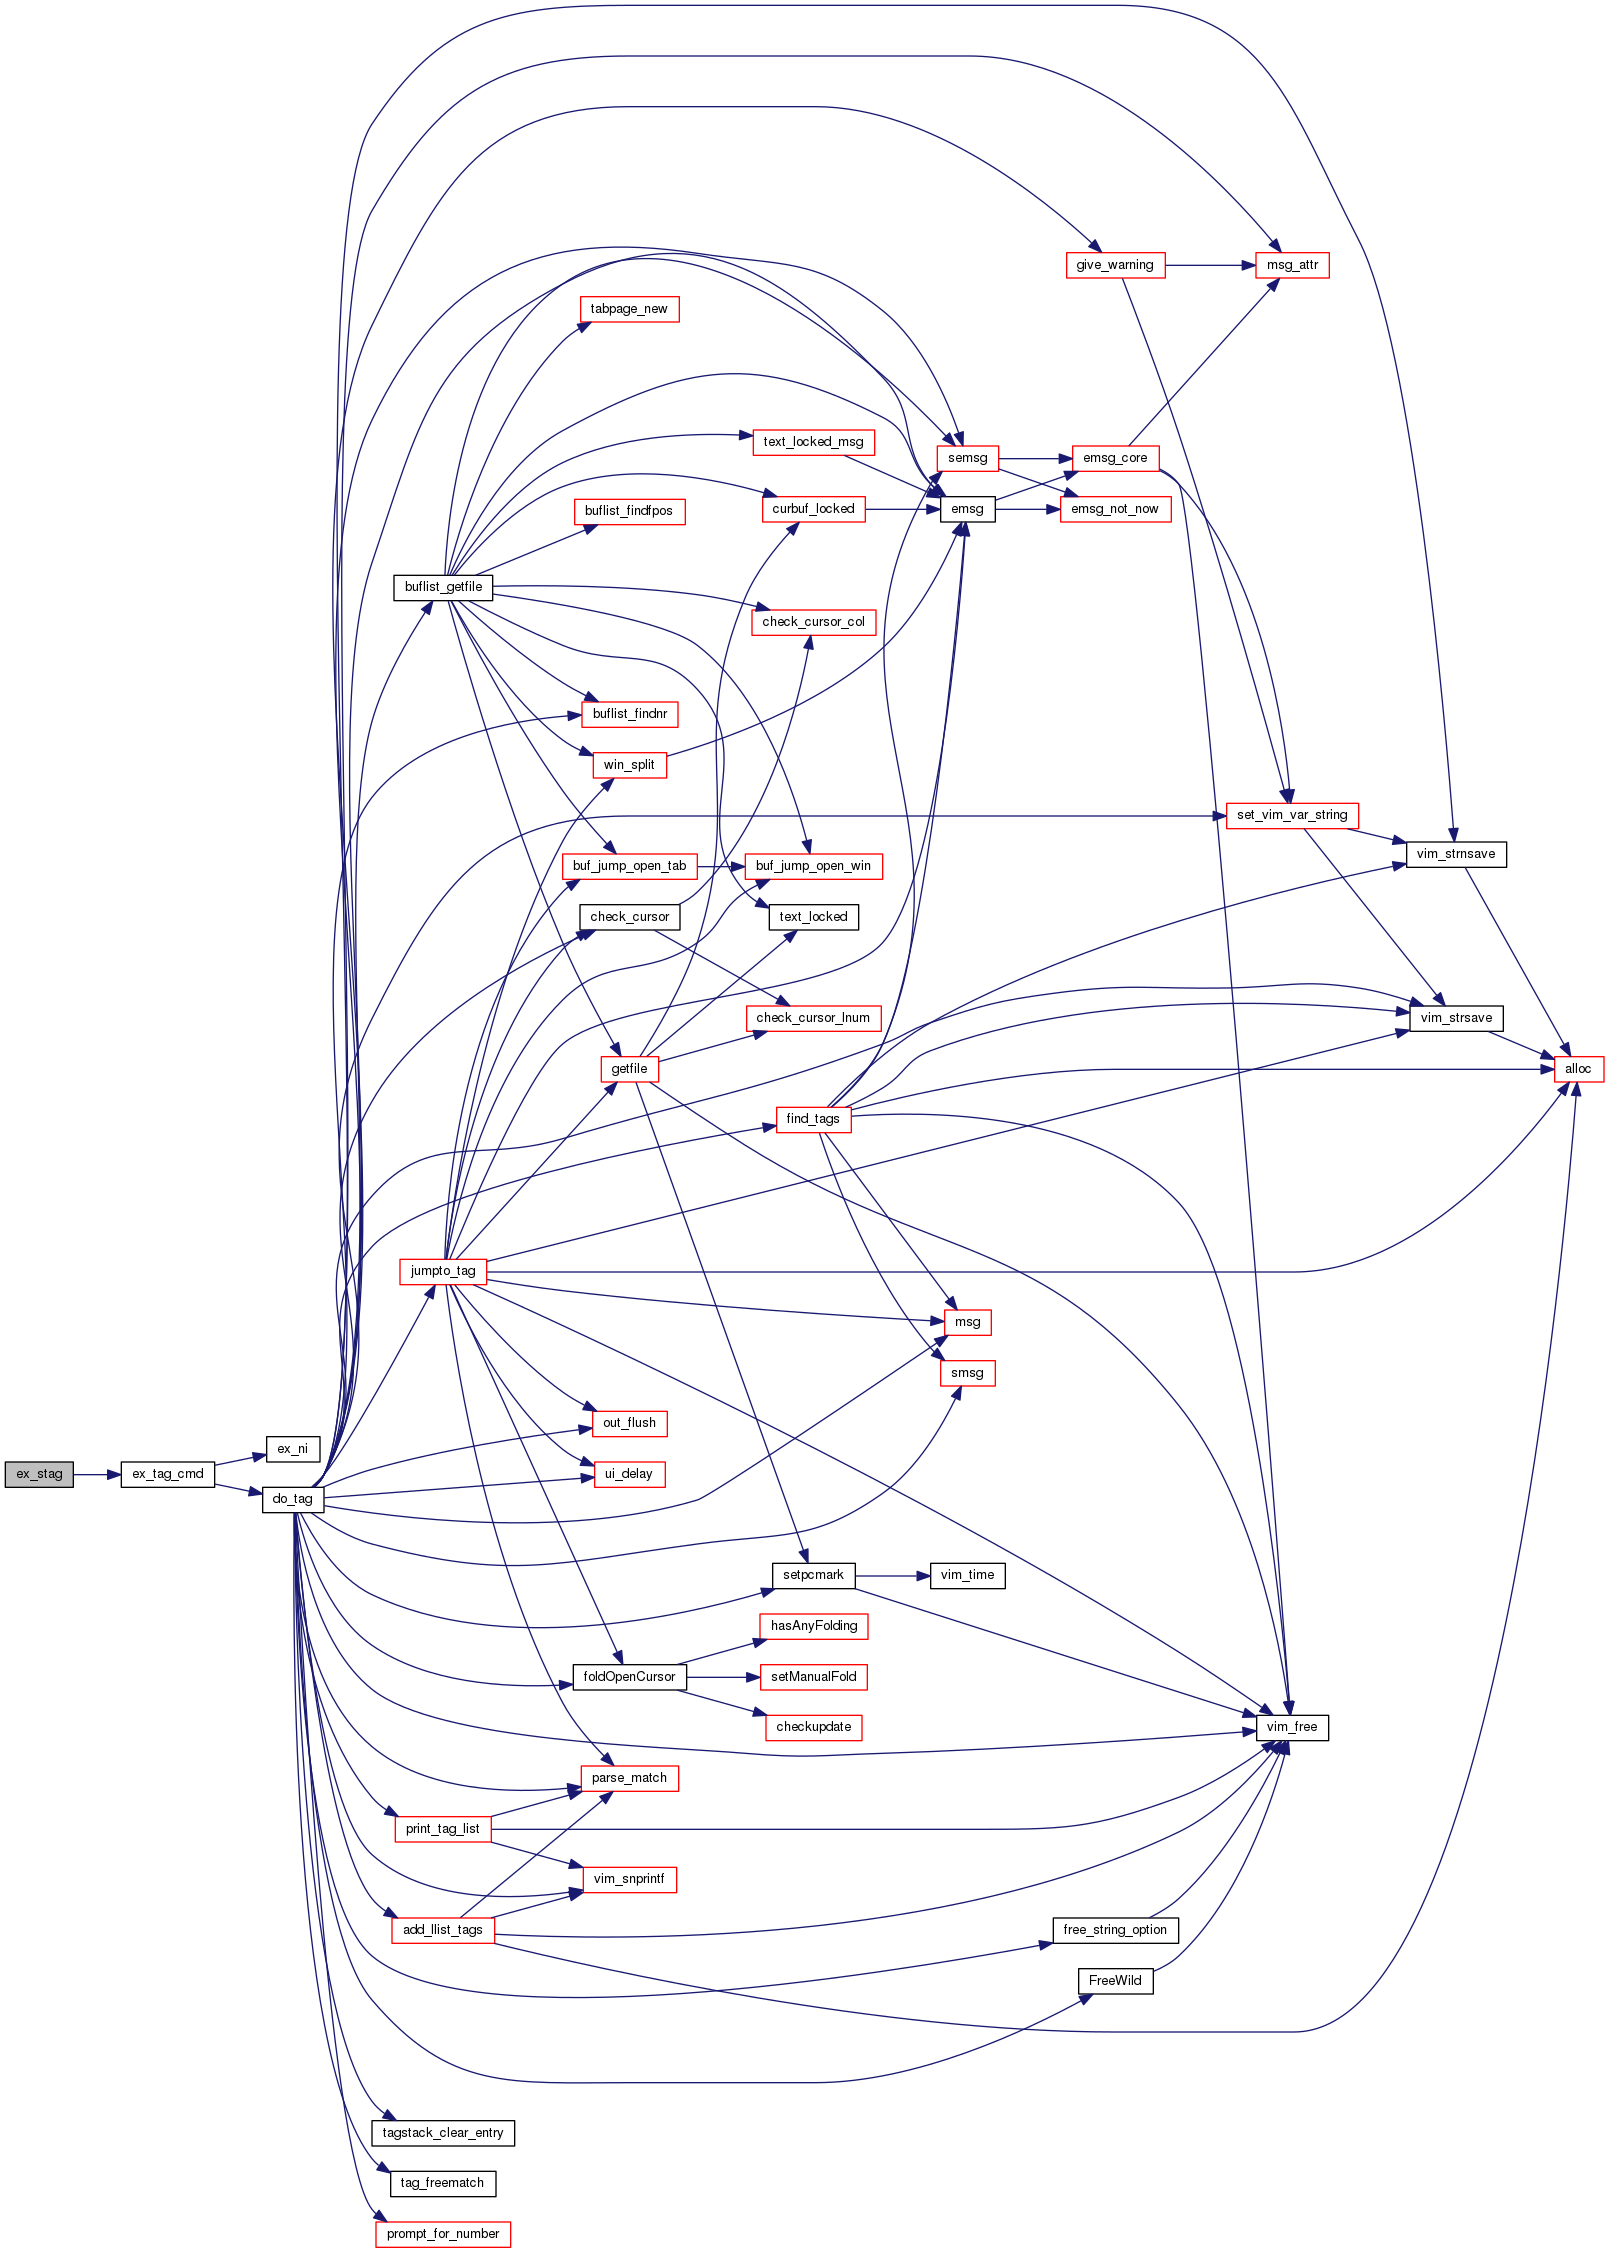 give_warning
msg_attr
tabpage_new
text_locked_msg
semsg
emsg_core
buflist_findfpos
curbuf_locked
emsg
emsg_not_now
buflist_getfile
check_cursor_col
buflist_findnr
win_split
set_vim_var_string
vim_strnsave
buf_jump_open_tab
buf_jump_open_win
check_cursor
text_locked
check_cursor_lnum
vim_strsave
getfile
alloc
find_tags
jumpto_tag
msg
smsg
out_flush
ex_ni
ex_stag
ex_tag_cmd
ui_delay
do_tag
setpcmark
vim_time
hasAnyFolding
foldOpenCursor
setManualFold
checkupdate
vim_free
parse_match
print_tag_list
vim_snprintf
add_llist_tags
free_string_option
FreeWild
tagstack_clear_entry
tag_freematch
prompt_for_number